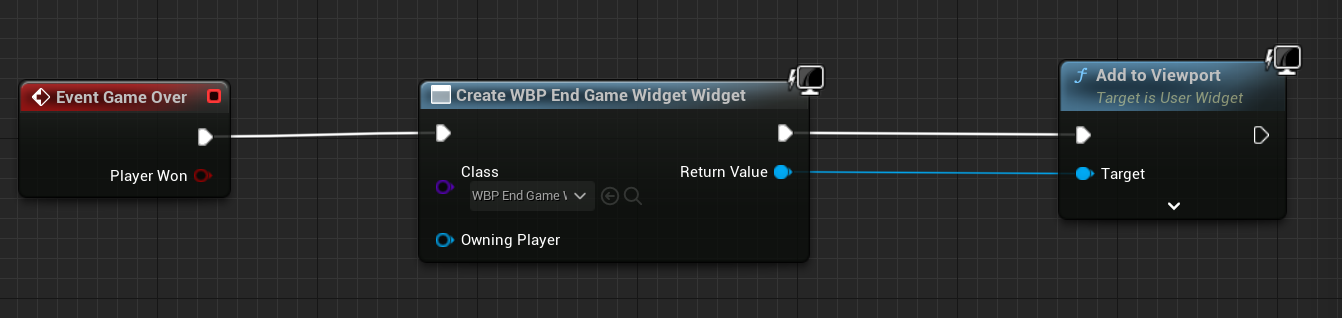 Event Game Over
Player Won
Create WBP End Game Widget Widget
Class
WBP End Game
Return Value
Owning Player
Add to Viewport
Target is User Widget
Target